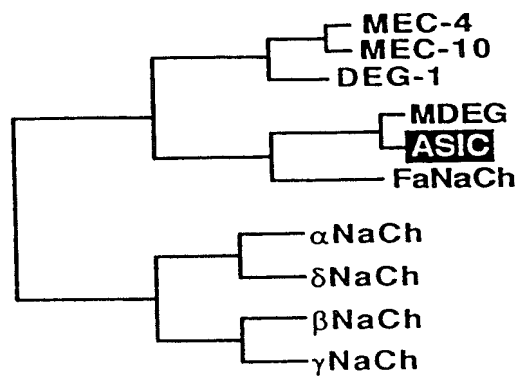 MEC-4
MEC-10
DEG-1
MDEG
ASIC
FaNaCh
αNaCh
δNaCh
βNaCh
γNaCh